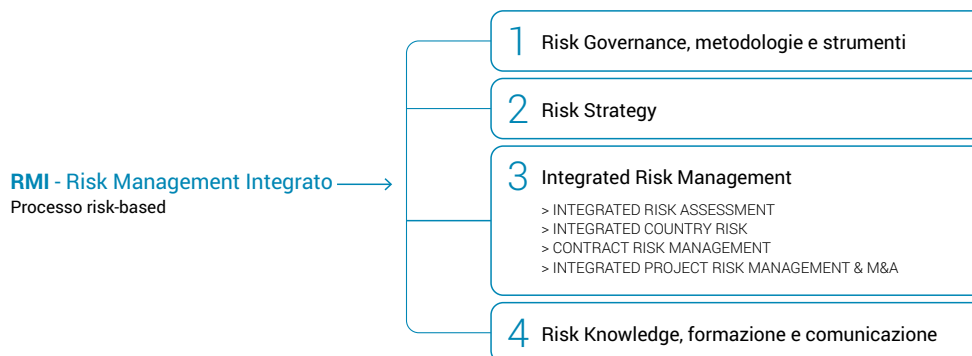 1 Risk Governance, metodologie e strumenti
2 Risk Strategy
RMI - Risk Management Integrato
Processo risk-based
3 Integrated Risk Management
> INTEGRATED RISK ASSESSMENT
> INTEGRATED COUNTRY RISK
> CONTRACT RISK MANAGEMENT
> INTEGRATED PROJECT RISK MANAGEMENT & M&A
4 Risk Knowledge, formazione e comunicazione